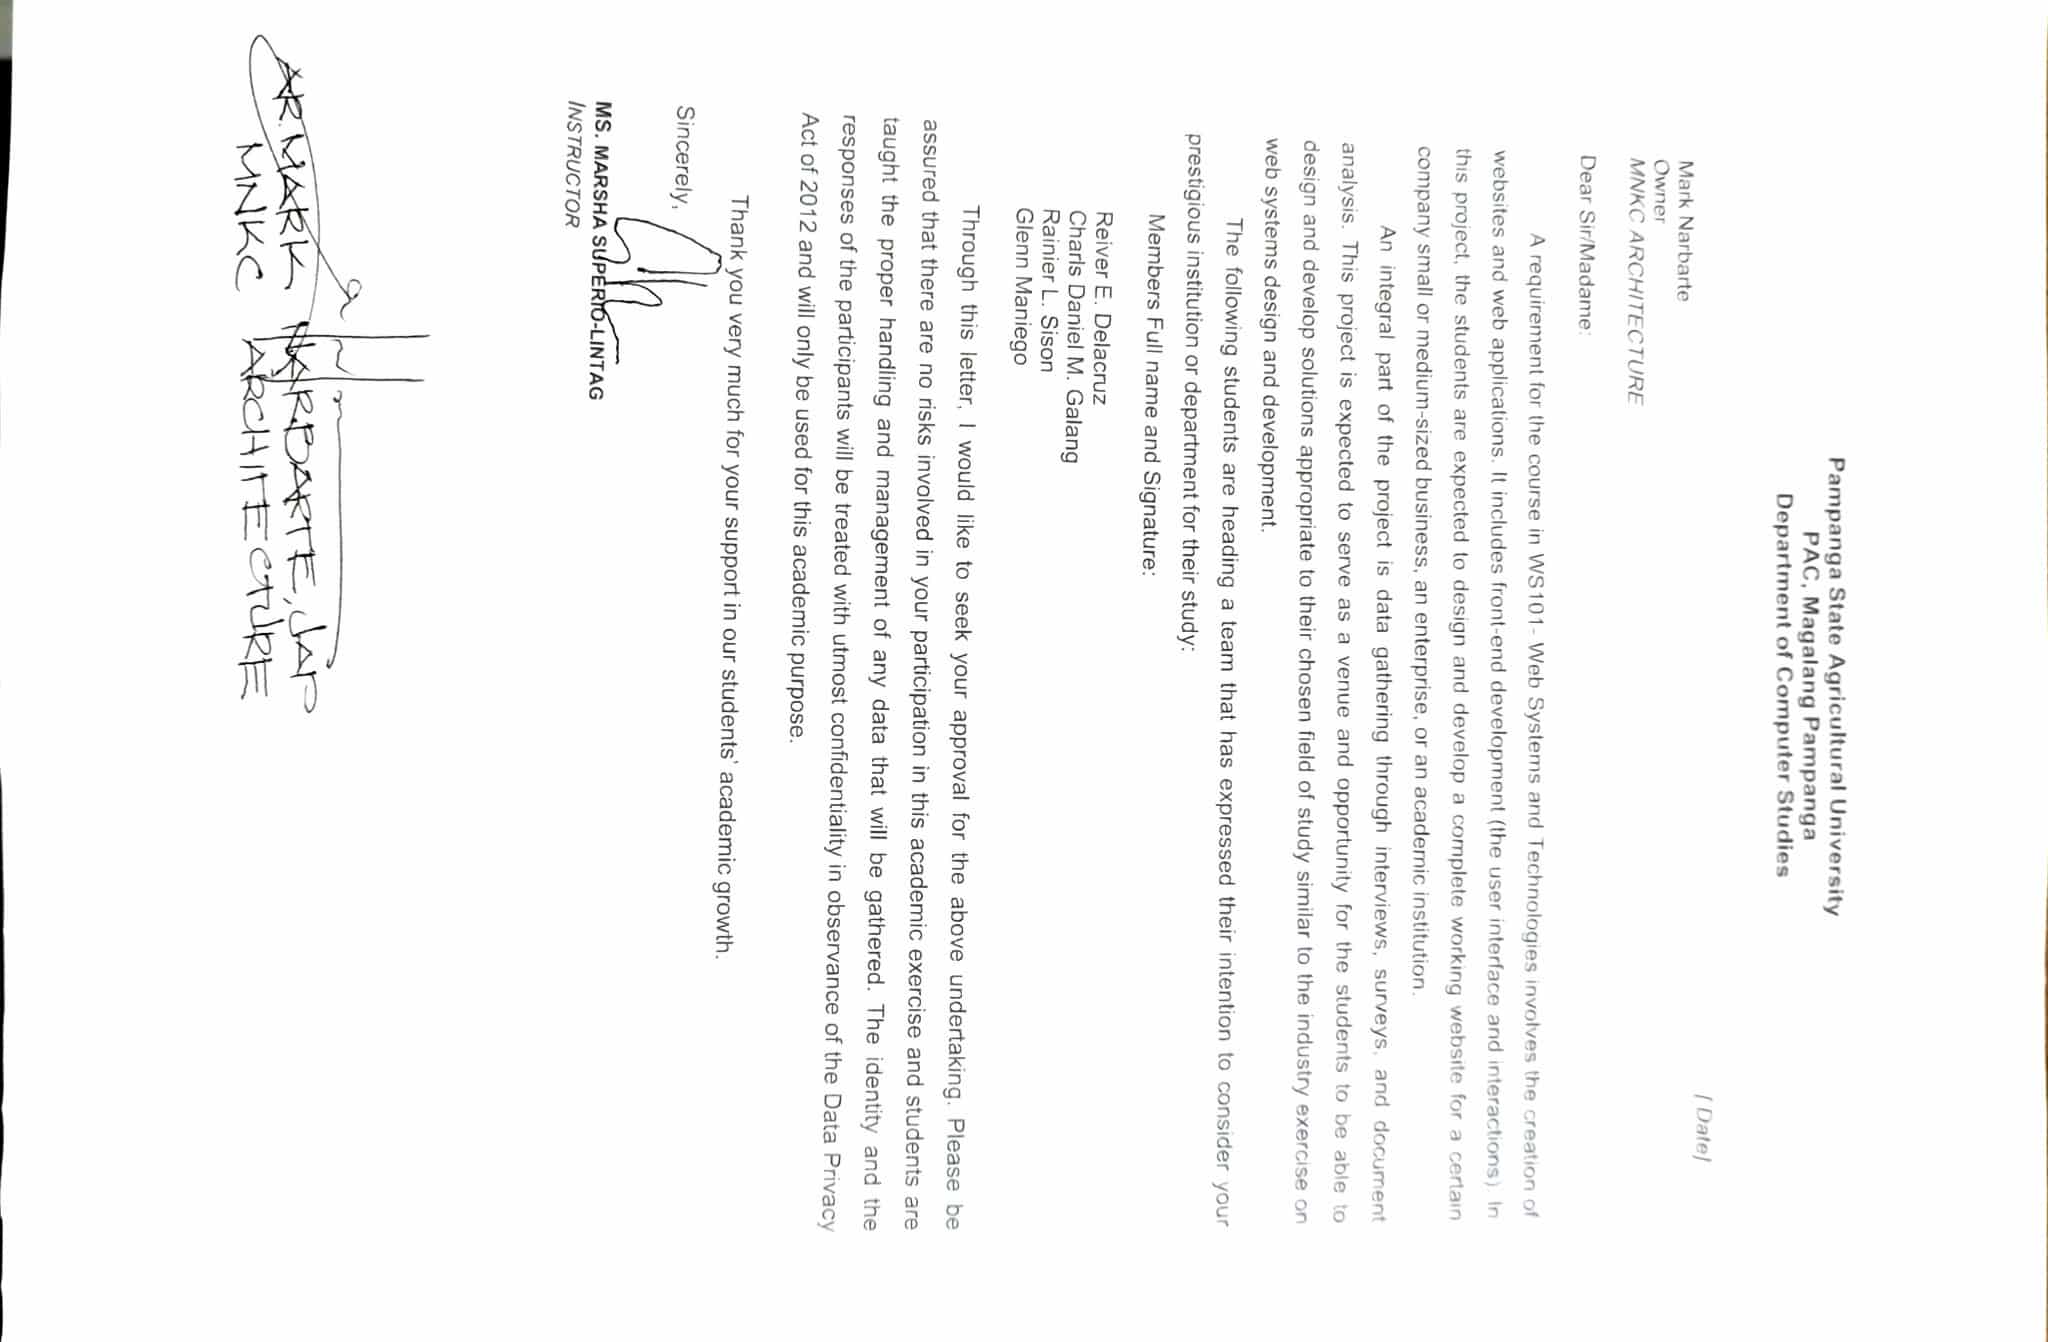 Pampanga State Agricultural University
PAC, Magalang Pampanga
Department of Computer Studies
[ Date]
Mark Narbarte
Owner
MNKC ARCHITECTURE
Dear Sir/Madame:
A requirement for the course in WS101- Web Systems and Technologies involves the creation of
websites and web applications. It includes front-end development (the user interface and interactions). In
this project, the students are expected to design and develop a complete working website for a certain
company small or medium-sized business, an enterprise, or an academic institution.
An integral part of the project is data gathering through interviews, surveys, and document
analysis. This project is expected to serve as a venue and opportunity for the students to be able to
design and develop solutions appropriate to their chosen field of study similar to the industry exercise on
web systems design and development.
The following students are heading a team that has expressed their intention to consider your
prestigious institution or department for their study:
Members Full name and Signature:
Reiver E. Delacruz
Charls Daniel M. Galang
Rainier L. Sison
Glenn Maniego
Through this letter, I would like to seek your approval for the above undertaking. Please be
assured that there are no risks involved in your participation in this academic exercise and students are
taught the proper handling and management of any data that will be gathered. The identity and the
responses of the participants will be treated with utmost confidentiality in observance of the Data Privacy
Act of 2012 and will only be used for this academic purpose.
Thank you very much for your support in our students' academic growth.
Sincerely,
MS. MARSHA SUPERIO-LINTAG
INSTRUCTOR
AR. MARK NARBARTE, JAP
MNKC ARCHITECTURE